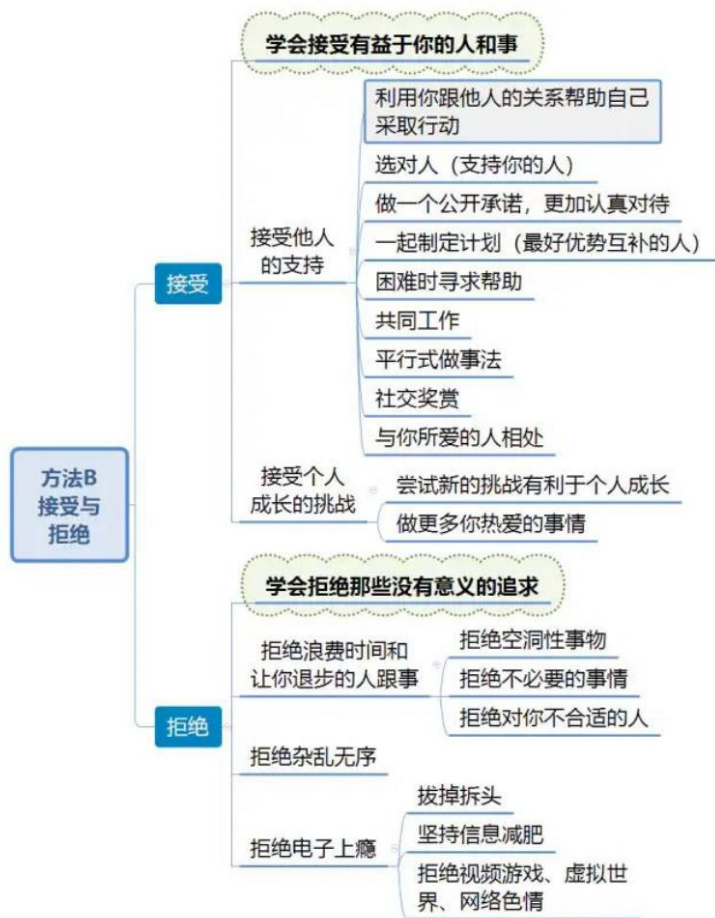 学会接受有益于你的人和事
利用你跟他人的关系帮助自己
采取行动
选对人（支持你的人）
做一个公开承诺，更加认真对待
接受他人
的支持
一起制定计划（最好优势互补的人）
接受
困难时寻求帮助
共同工作
平行式做事法
社交奖赏
与你所爱的人相处
方法B
接受与
拒绝
接受个人
成长的挑战
尝试新的挑战有利于个人成长
做更多你热爱的事情
学会拒绝那些没有意义的追求
拒绝浪费时间和
让你退步的人跟事
拒绝空洞性事物
拒绝不必要的事情
拒绝对你不合适的人
拒绝
拒绝杂乱无序
拔掉拆头
拒绝电子上瘾
坚持信息减肥
拒绝视频游戏、虚拟世
界、网络色情